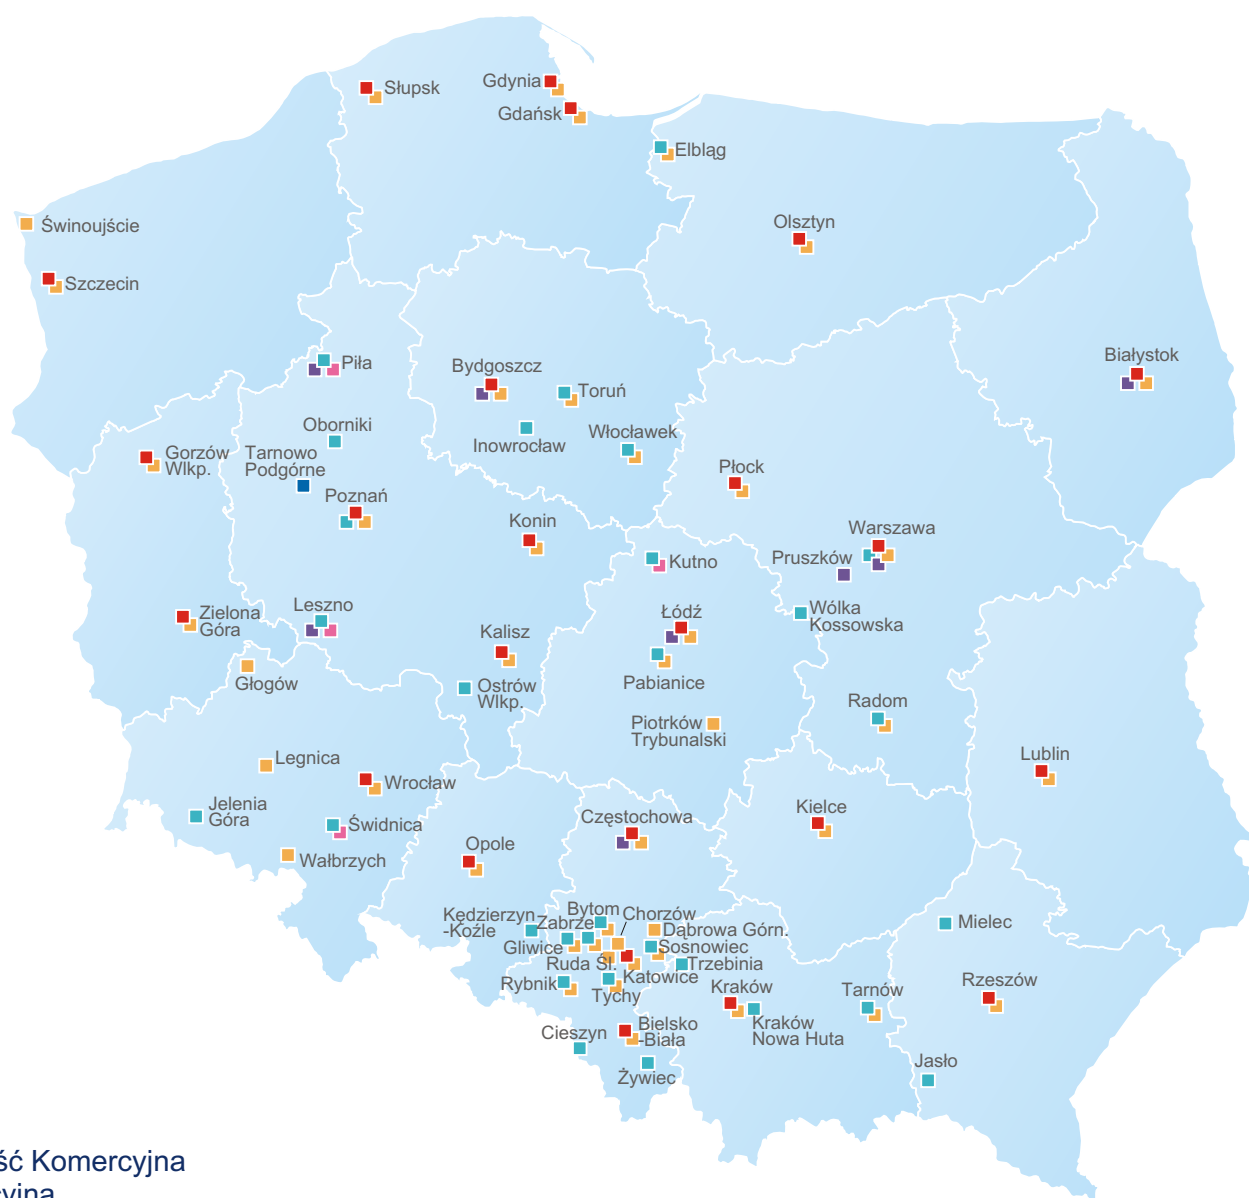 Słupsk
Gdynia
Gdańsk
Elbląg
Świnoujście
Olsztyn
Szczecin
Piła
Bydgoszcz
Białystok
Toruń
Oborniki
Inowrocław
Włocławek
Gorzów
Wlkp.
Tarnowo
Podgórne
Płock
Poznań
Konin
Warszawa
Pruszków
Kutno
Leszno
Zielona
Góra
Łódź
Wólka
Kossowska
Kalisz
Głogów
Ostrów
Wlkp.
Pabianice
Radom
Piotrków
Trybunalski
Legnica
Wrocław
Lublin
Jelenia
Góra
Świdnica
Częstochowa
Kielce
Wałbrzych
Opole
Kędzierzyn
-Koźle
Zabrze
Bytom
Chorzów
Dąbrowa Górn.
Mielec
Gliwice
Sosnowiec
Ruda Śl.
Trzebinia
Katowice
Rybnik
Tychy
Kraków
Tarnów
Rzeszów
Kraków
Nowa Huta
Cieszyn
Bielsko
-Biała
Jasło
Żywiec
ść Komercyjna
cyjna